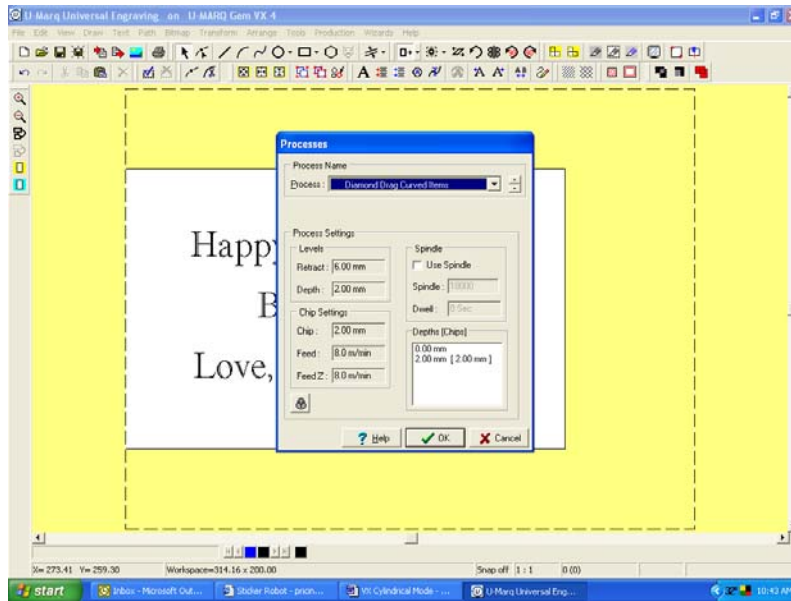 U-Marq Universal Engraving on U-MARQ Gem VX 4
File Edit View Draw Text Path Bitmap Transform Arrange Tools Production Wizards Help
Processes
Process Name
Process : Diamond Drag Curved Items
Process Settings
Levels
Retract : 6.00 mm
Depth : 2.00 mm
Chip Settings
Chip : 2.00 mm
Feed : 8.0 m/min
Feed Z : 8.0 m/min
Spindle
Use Spindle
Spindle : 18000
Dwell : 0 Sec
Depths [Chips]
0.00 mm
2.00 mm [ 2.00 mm ]
Help OK Cancel
Happy
B
Love,
X= 273.41 Y= 259.30 Workspace=314.16 x 200.00 Snap off 1 : 1 0 (0)
start Inbox - Microsoft Out... Sticker Robot - prion... VX Cylindrical Mode - ... U-Marq Universal Eng... 10:43 AM